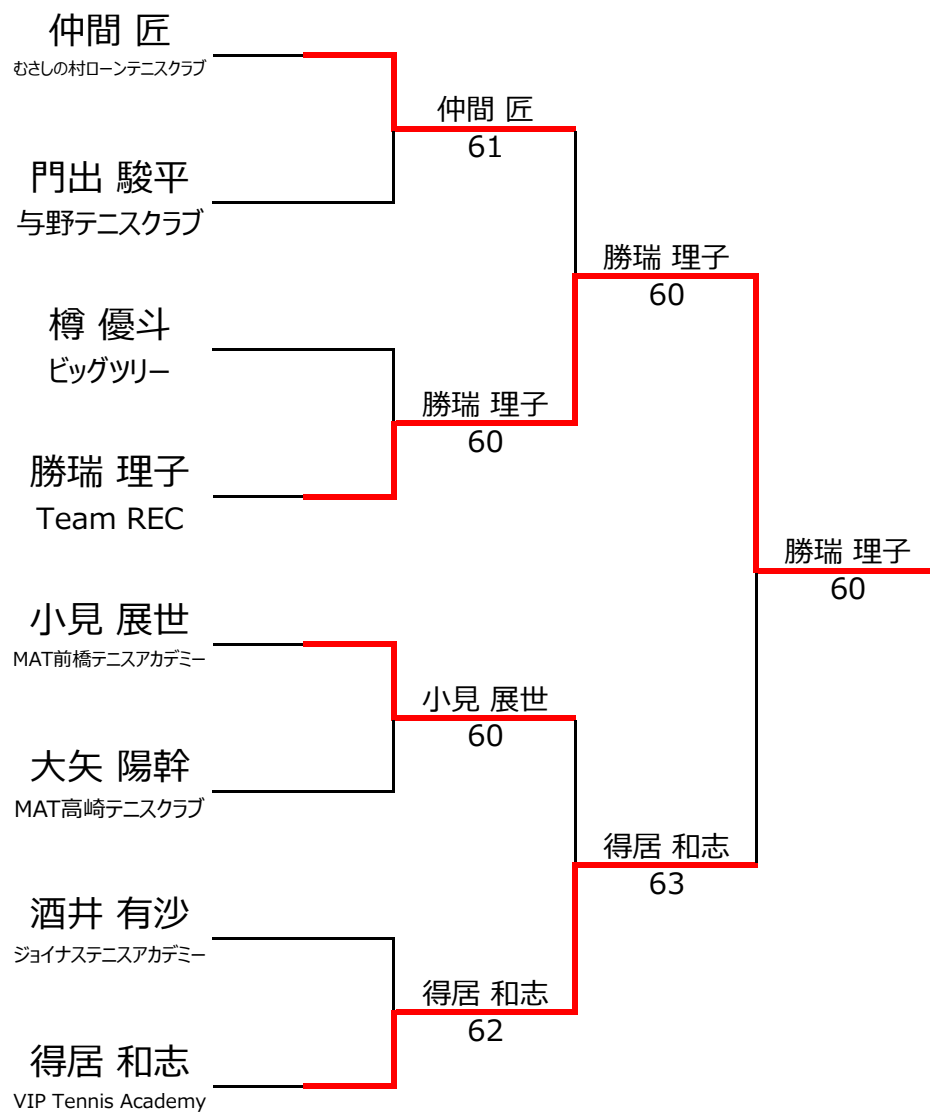 仲間 匠
むさしの村ローンテニスクラブ
門出 駿平
与野テニスクラブ
樽 優斗
ビッグツリー
勝瑞 理子
Team REC
小見 展世
MAT前橋テニスアカデミー
大矢 陽幹
MAT高崎テニスクラブ
酒井 有沙
ジョイナステニスアカデミー
得居 和志
VIP Tennis Academy
仲間 匠
61
勝瑞 理子
60
小見 展世
60
得居 和志
62
勝瑞 理子
60
得居 和志
63
勝瑞 理子
60